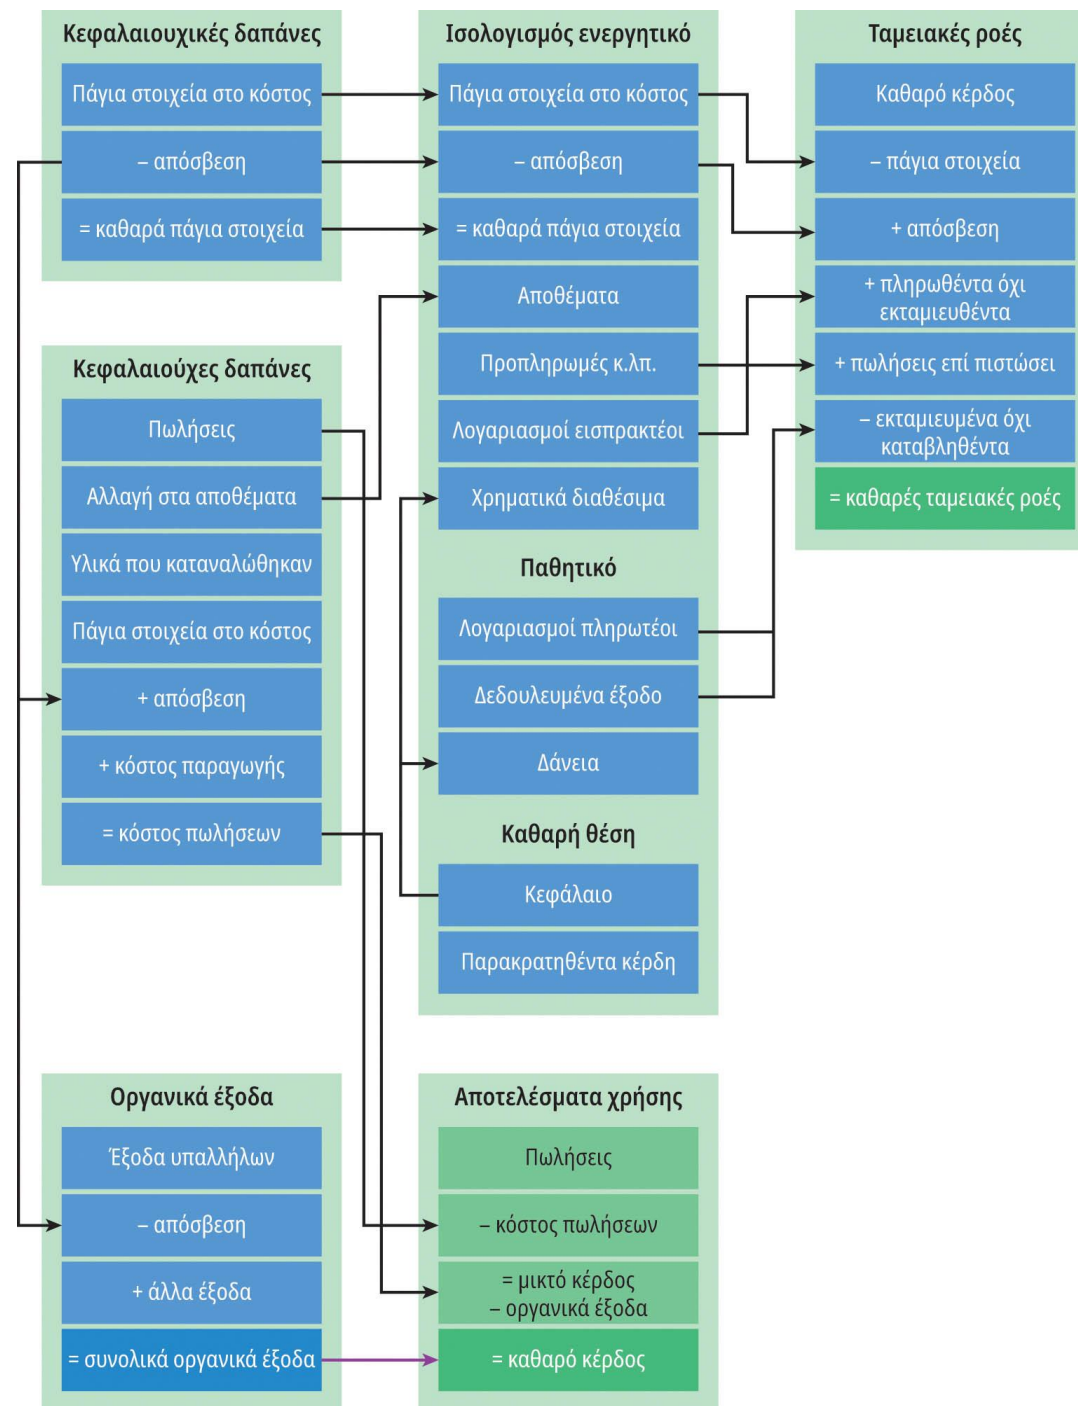 Κεφαλαιουχικές δαπάνες
Πάγια στοιχεία στο κόστος
– απόσβεση
= καθαρά πάγια στοιχεία
Κεφαλαιούχες δαπάνες
Πωλήσεις
Αλλαγή στα αποθέματα
Υλικά που καταναλώθηκαν
Πάγια στοιχεία στο κόστος
+ απόσβεση
+ κόστος παραγωγής
= κόστος πωλήσεων
Οργανικά έξοδα
Έξοδα υπαλλήλων
– απόσβεση
+ άλλα έξοδα
= συνολικά οργανικά έξοδα
Ισολογισμός ενεργητικό
Πάγια στοιχεία στο κόστος
– απόσβεση
= καθαρά πάγια στοιχεία
Αποθέματα
Προπληρωμές κ.λπ.
Λογαριασμοί εισπρακτέοι
Χρηματικά διαθέσιμα
Παθητικό
Λογαριασμοί πληρωτέοι
Δεδουλευμένα έξοδο
Δάνεια
Καθαρή θέση
Κεφάλαιο
Παρακρατηθέντα κέρδη
Αποτελέσματα χρήσης
Πωλήσεις
– κόστος πωλήσεων
= μικτό κέρδος
– οργανικά έξοδα
= καθαρό κέρδος
Ταμειακές ροές
Καθαρό κέρδος
– πάγια στοιχεία
+ απόσβεση
+ πληρωθέντα όχι
εκταμιευθέντα
+ πωλήσεις επί πιστώσει
– εκταμιευμένα όχι
καταβληθέντα
= καθαρές ταμειακές ροές